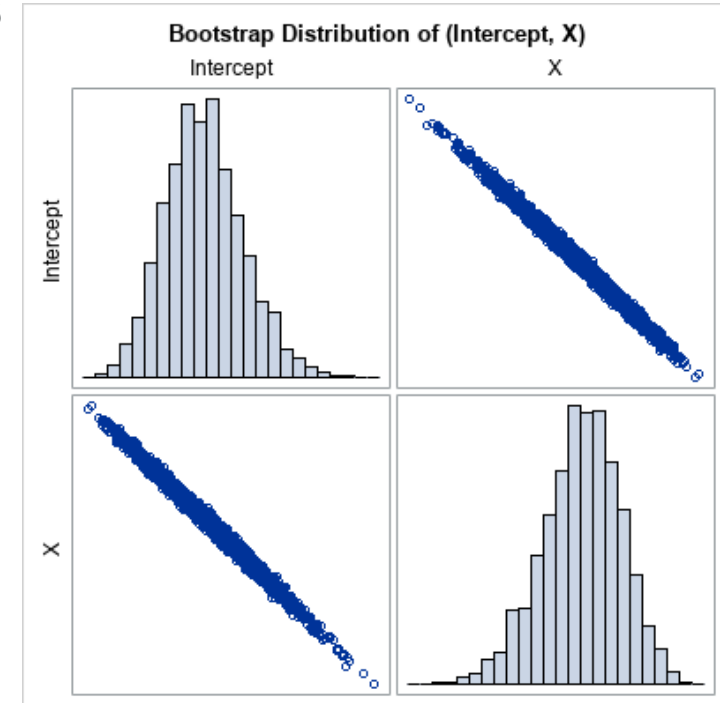 Bootstrap Distribution of (Intercept, X)
Intercept
X
Intercept
X